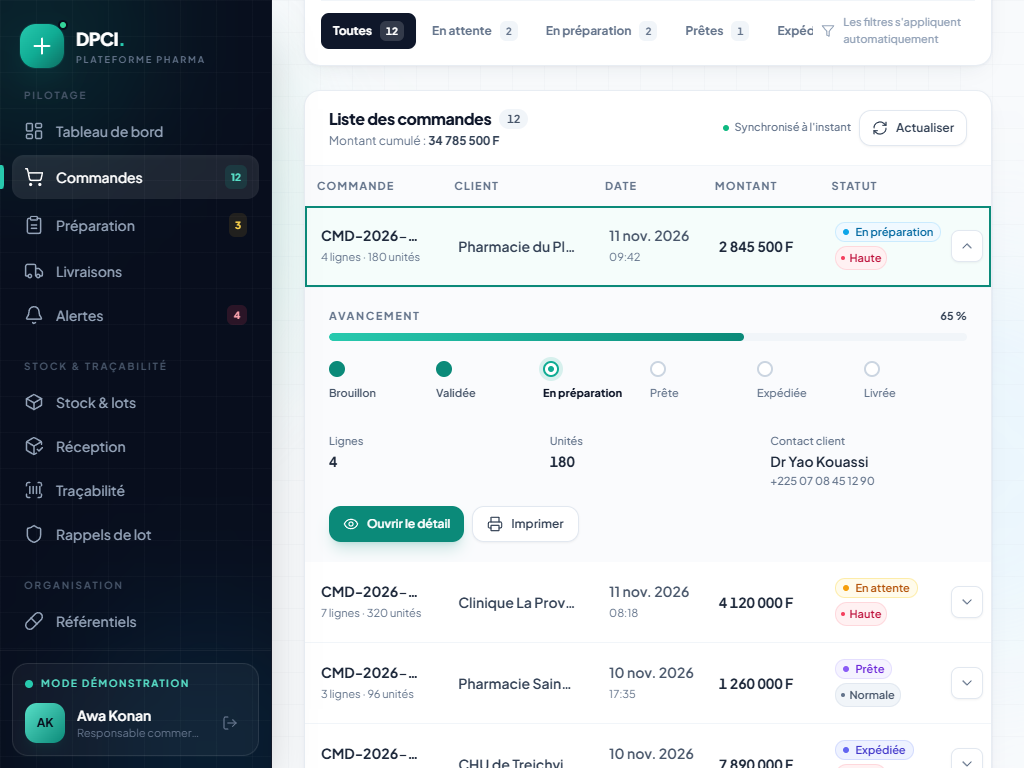 DPCI.
PLATEFORME PHARMA
PILOTAGE
Tableau de bord
Commandes 12
Préparation 3
Livraisons
Alertes 4
STOCK & TRAÇABILITÉ
Stock & lots
Réception
Traçabilité
Rappels de lot
ORGANISATION
Référentiels
MODE DÉMONSTRATION
AK
Awa Konan
Responsable commer…
Toutes 12 En attente 2 En préparation 2 Prêtes 1 Expéc
Les filtres s'appliquent
automatiquement
Liste des commandes 12
Montant cumulé : 34 785 500 F
Synchronisé à l'instant
Actualiser
COMMANDE CLIENT DATE MONTANT STATUT
CMD-2026-…
4 lignes · 180 unités
Pharmacie du Pl…
11 nov. 2026
09:42
2 845 500 F
En préparation
Haute
AVANCEMENT 65 %
Brouillon Validée En préparation Prête Expédiée Livrée
Lignes
4
Unités
180
Contact client
Dr Yao Kouassi
+225 07 08 45 12 90
Ouvrir le détail
Imprimer
CMD-2026-…
7 lignes · 320 unités
Clinique La Prov…
11 nov. 2026
08:18
4 120 000 F
En attente
Haute
CMD-2026-…
3 lignes · 96 unités
Pharmacie Sain…
10 nov. 2026
17:35
1 260 000 F
Prête
Normale
CMD-2026-…
CHU de Treichvi
10 nov. 2026
7 890 000 F
Expédiée